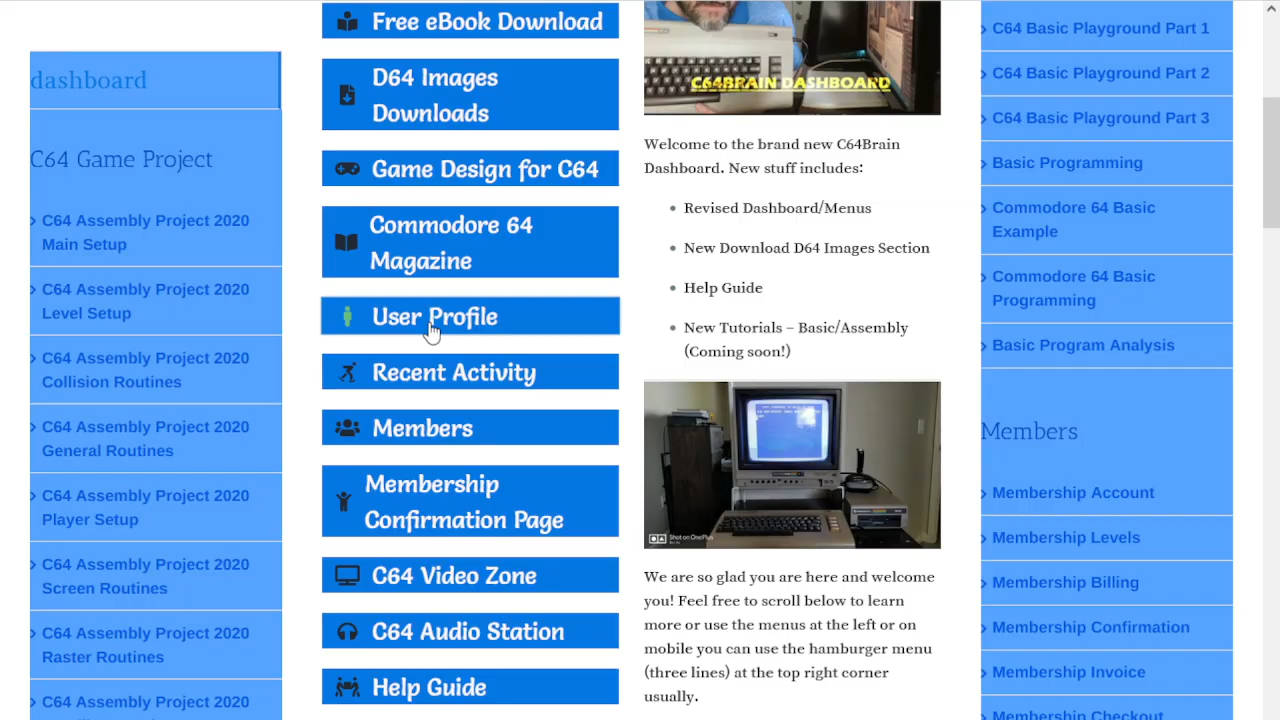 dashboard
C64 Game Project
C64 Assembly Project 2020
Main Setup
C64 Assembly Project 2020
Level Setup
C64 Assembly Project 2020
Collision Routines
C64 Assembly Project 2020
General Routines
C64 Assembly Project 2020
Player Setup
C64 Assembly Project 2020
Screen Routines
C64 Assembly Project 2020
Raster Routines
C64 Assembly Project 2020
Free eBook Download
D64 Images
Downloads
Game Design for C64
Commodore 64
Magazine
User Profile
Recent Activity
Members
Membership
Confirmation Page
C64 Video Zone
C64 Audio Station
Help Guide
C64BRAIN DASHBOARD
Welcome to the brand new C64Brain
Dashboard. New stuff includes:
Revised Dashboard/Menus
New Download D64 Images Section
Help Guide
New Tutorials – Basic/Assembly
(Coming soon!)
Shot on OnePlus
We are so glad you are here and welcome
you! Feel free to scroll below to learn
more or use the menus at the left or on
mobile you can use the hamburger menu
(three lines) at the top right corner
usually.
C64 Basic Playground Part 1
C64 Basic Playground Part 2
C64 Basic Playground Part 3
Basic Programming
Commodore 64 Basic
Example
Commodore 64 Basic
Programming
Basic Program Analysis
Members
Membership Account
Membership Levels
Membership Billing
Membership Confirmation
Membership Invoice
Membership Checkout